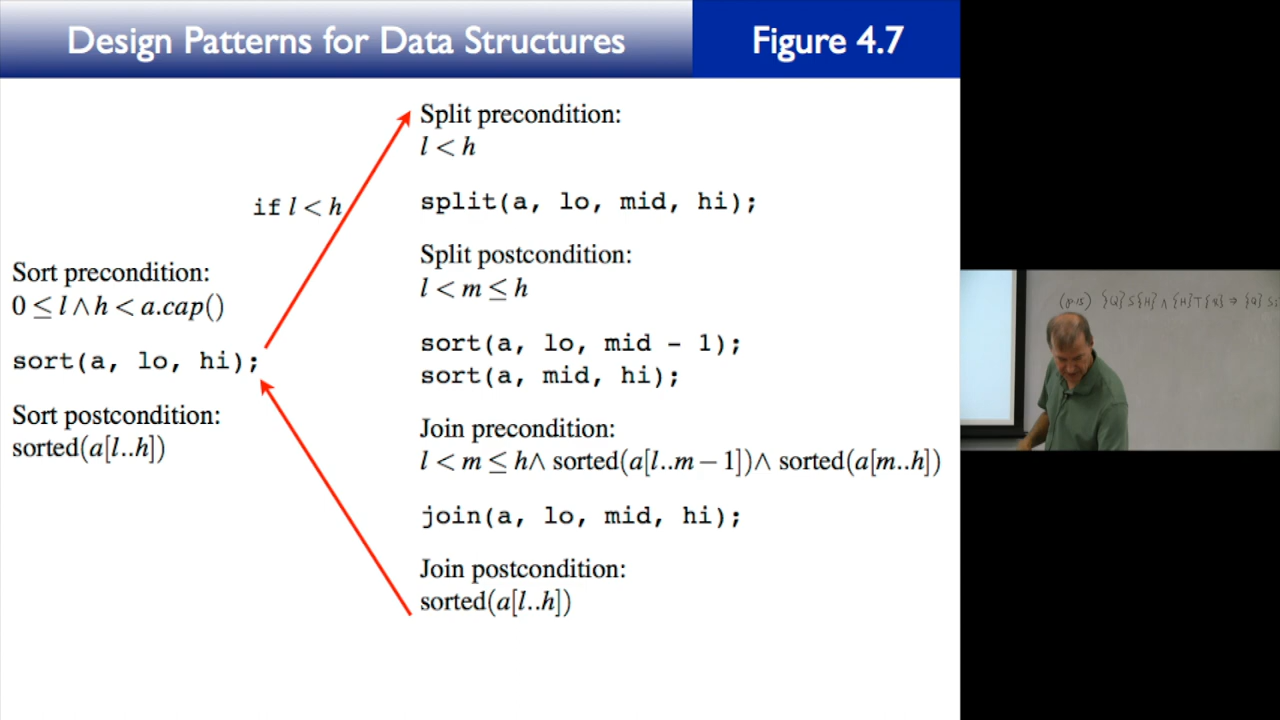 Design Patterns for Data Structures
Figure 4.7
Split precondition:
l < h
if l < h
split(a, lo, mid, hi);
Split postcondition:
l < m ≤ h
Sort precondition:
0 ≤ l ∧ h < a.cap()
sort(a, lo, hi);
Sort postcondition:
sorted(a[l..h])
sort(a, lo, mid - 1);
sort(a, mid, hi);
Join precondition:
l < m ≤ h∧ sorted(a[l..m − 1])∧ sorted(a[m..h])
join(a, lo, mid, hi);
Join postcondition:
sorted(a[l..h])
{Q} S {H} ∧ {H} T {R} ⇒ {Q}